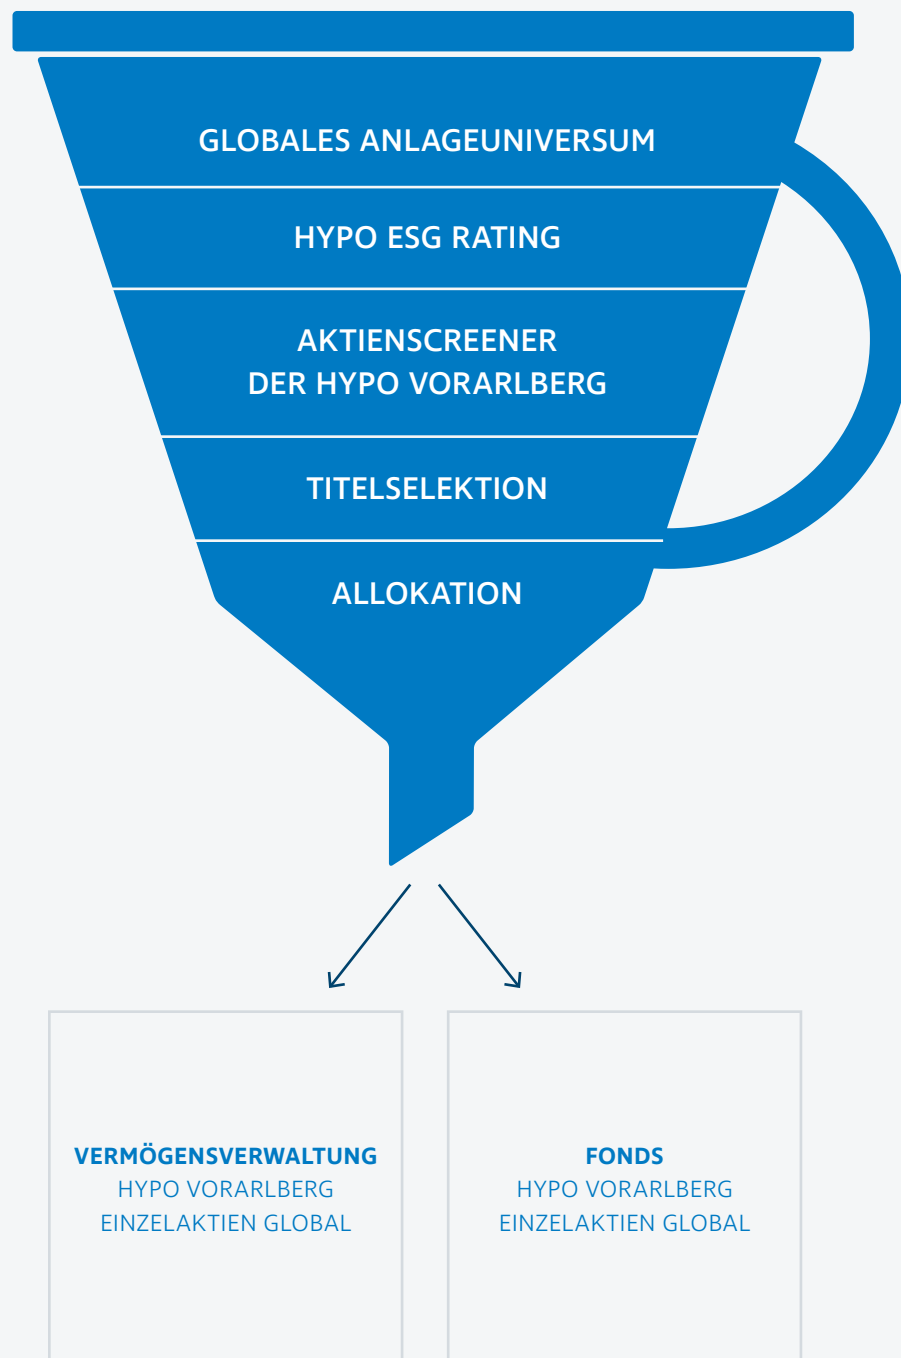 GLOBALES ANLAGEUNIVERSUM
HYPO ESG RATING
AKTIENSCREENER
DER HYPO VORARLBERG
TITELSELEKTION
ALLOKATION
VERMÖGENSVERWALTUNG
HYPO VORARLBERG
EINZELAKTIEN GLOBAL
FONDS
HYPO VORARLBERG
EINZELAKTIEN GLOBAL